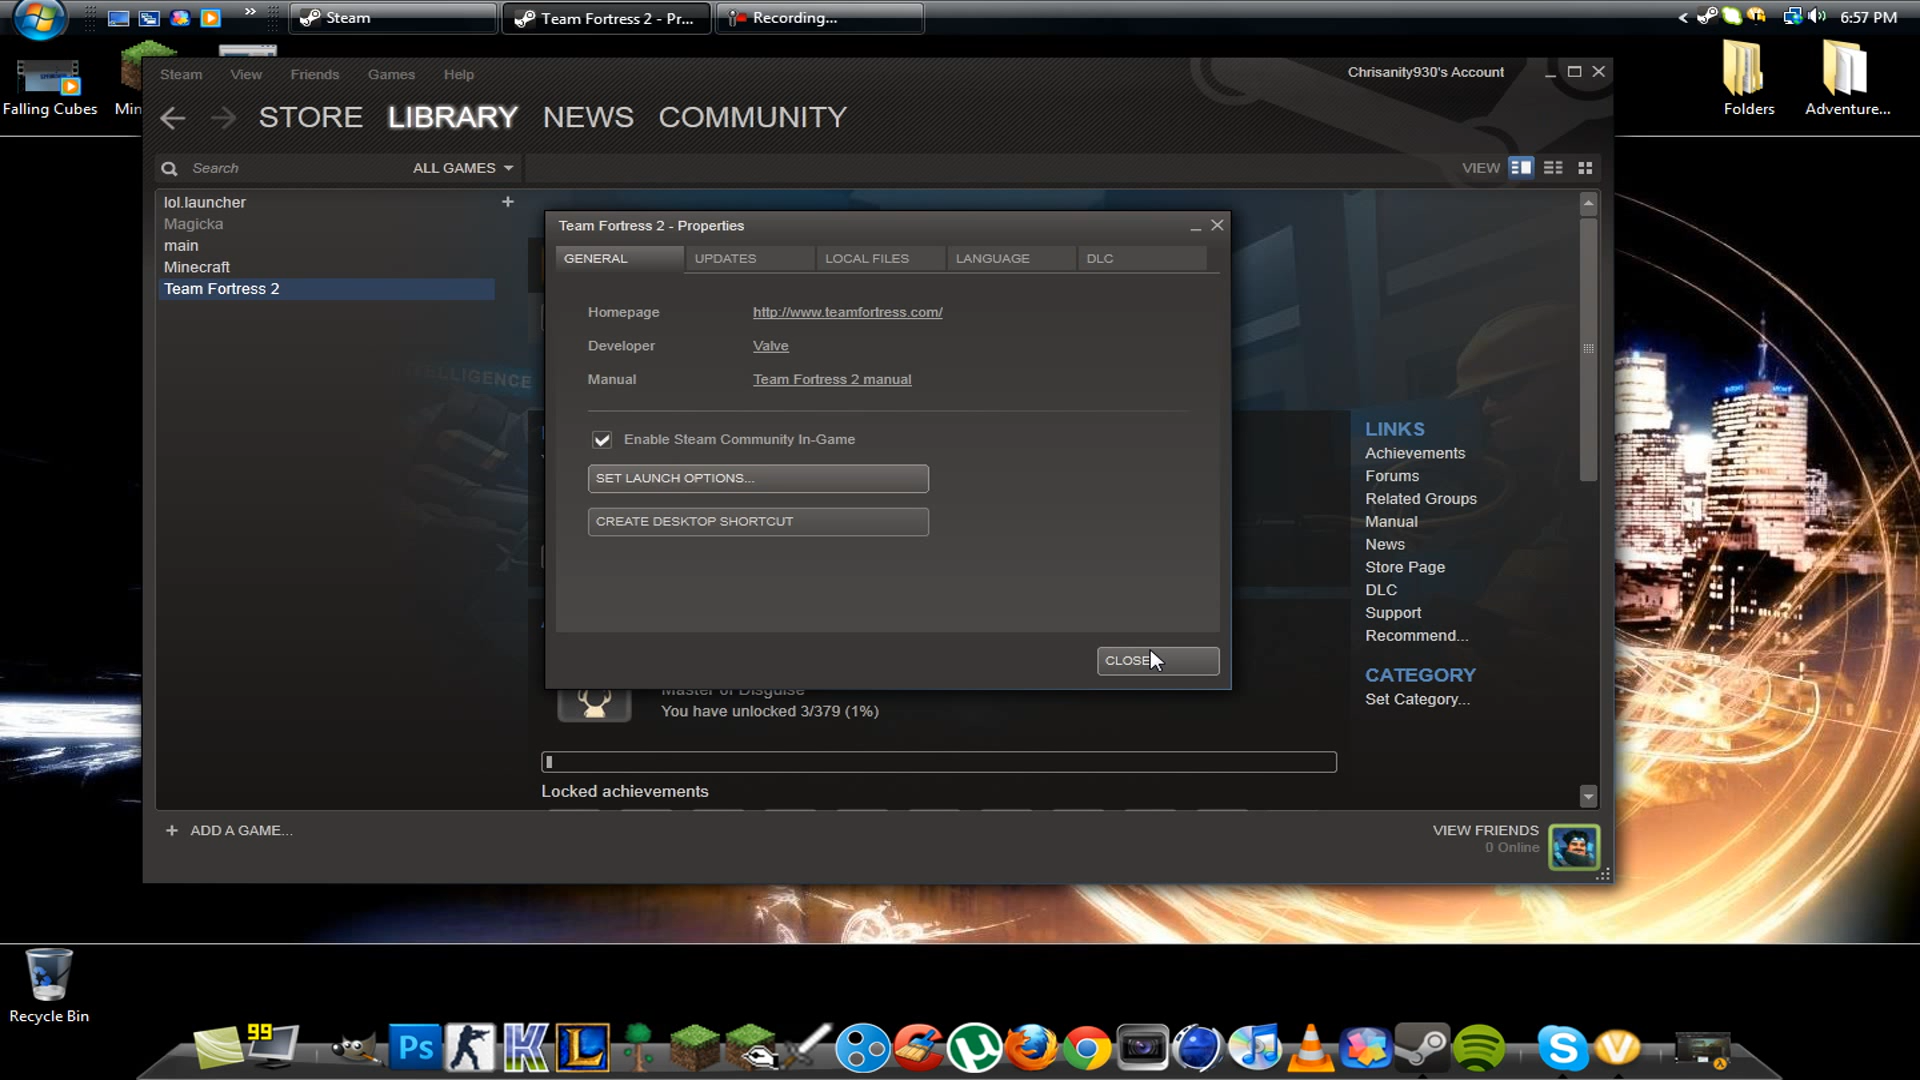 Steam
Team Fortress 2 - Pr...
Recording...
6:57 PM
Falling Cubes
Min
Folders
Adventure...
Steam View Friends Games Help
Chrisanity930's Account
STORE LIBRARY NEWS COMMUNITY
Search
ALL GAMES
VIEW
lol.launcher
Magicka
main
Minecraft
Team Fortress 2
Team Fortress 2 - Properties
GENERAL UPDATES LOCAL FILES LANGUAGE DLC
Homepage http://www.teamfortress.com/
Developer Valve
Manual Team Fortress 2 manual
Enable Steam Community In-Game
SET LAUNCH OPTIONS...
CREATE DESKTOP SHORTCUT
CLOSE
Master of Disguise
You have unlocked 3/379 (1%)
Locked achievements
LINKS
Achievements
Forums
Related Groups
Manual
News
Store Page
DLC
Support
Recommend...
CATEGORY
Set Category...
ADD A GAME...
VIEW FRIENDS
0 Online
Recycle Bin
99
Ps